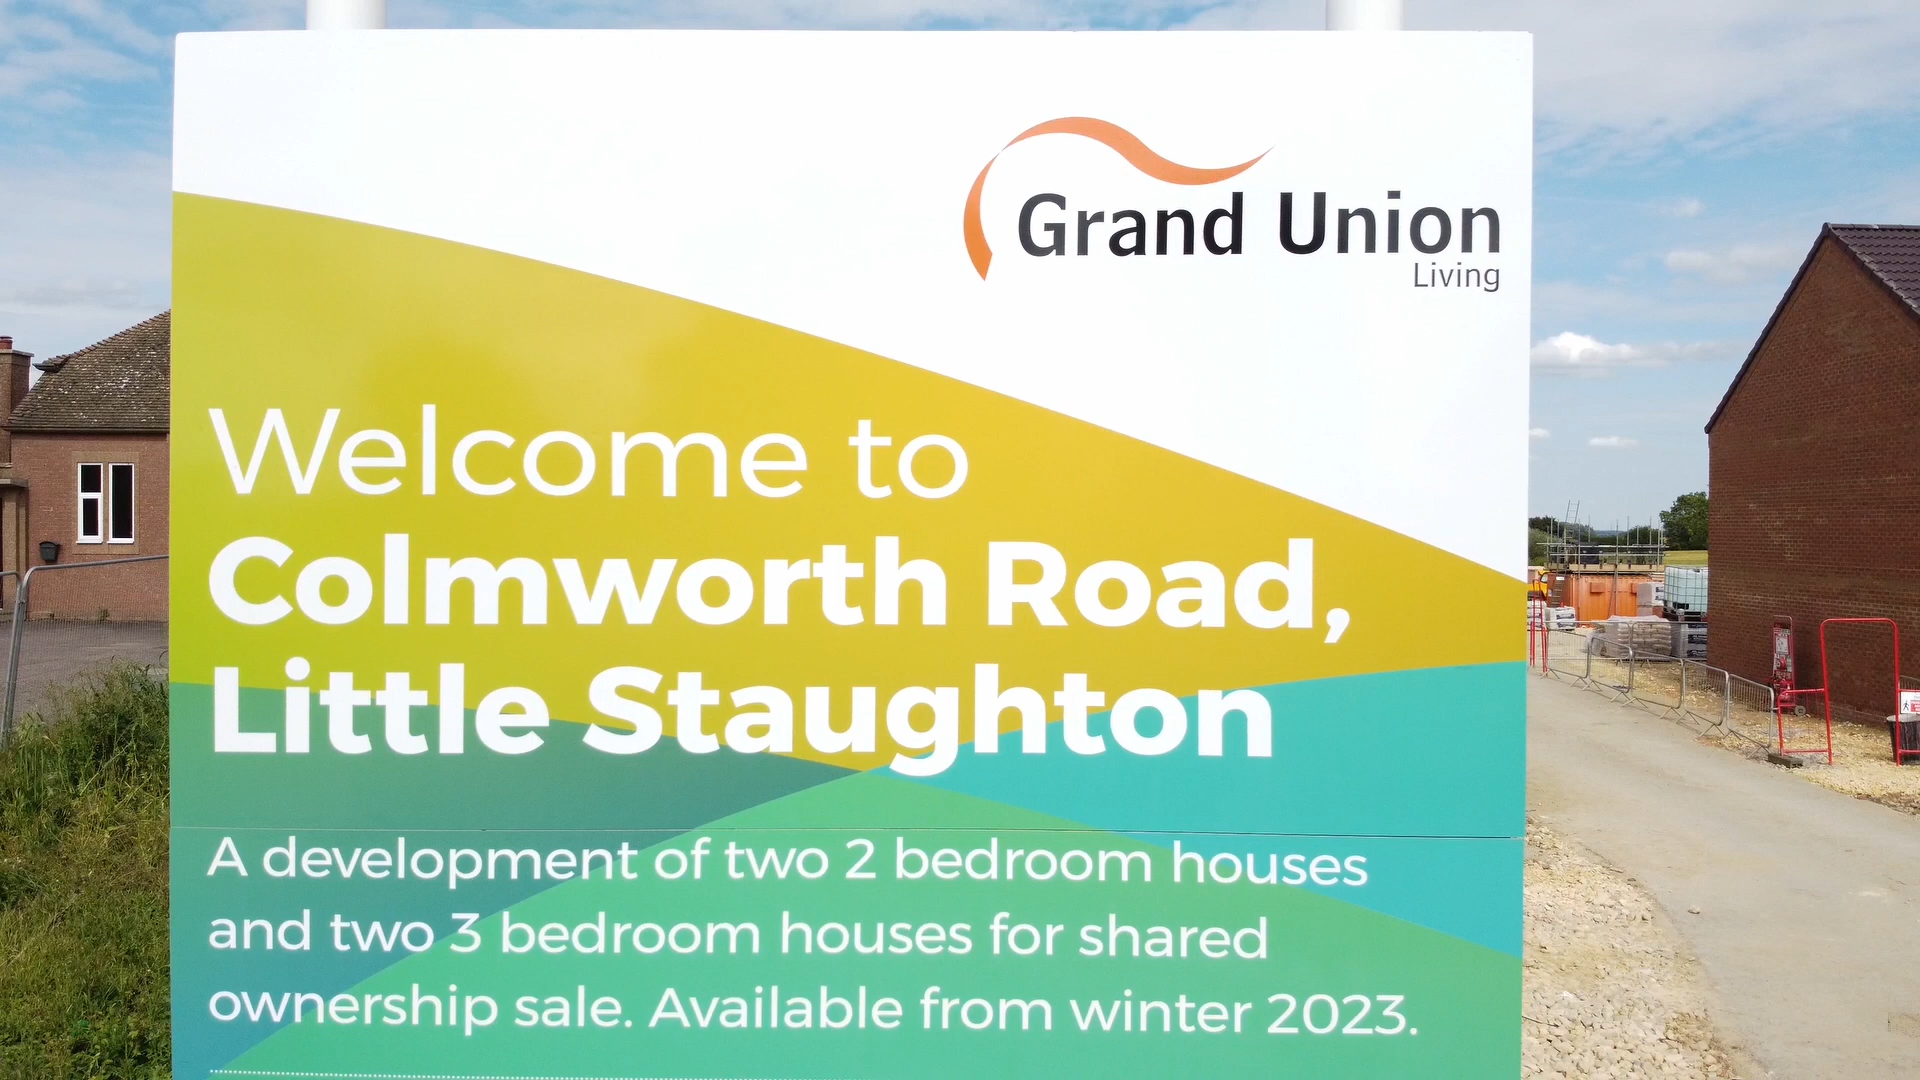 Grand Union
Living
Welcome to
Colmworth Road,
Little Staughton
A development of two 2 bedroom houses
and two 3 bedroom houses for shared
ownership sale. Available from winter 2023.